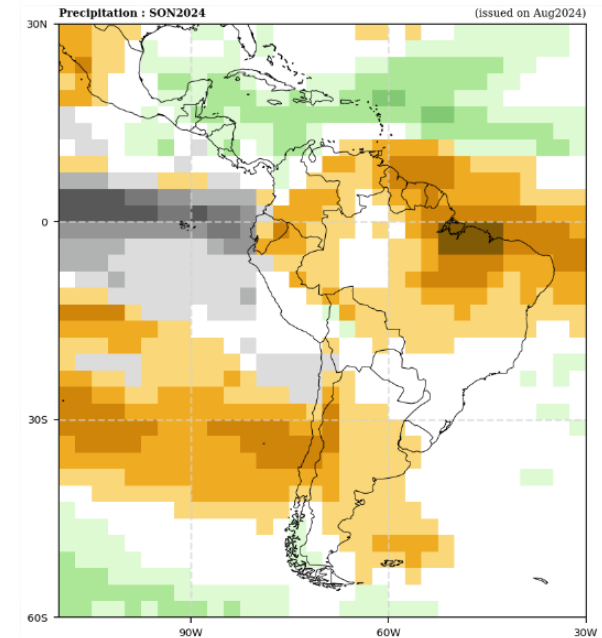 Precipitation : SON2024
(issued on Aug2024)
30N
0
30S
60S
90W
60W
30W